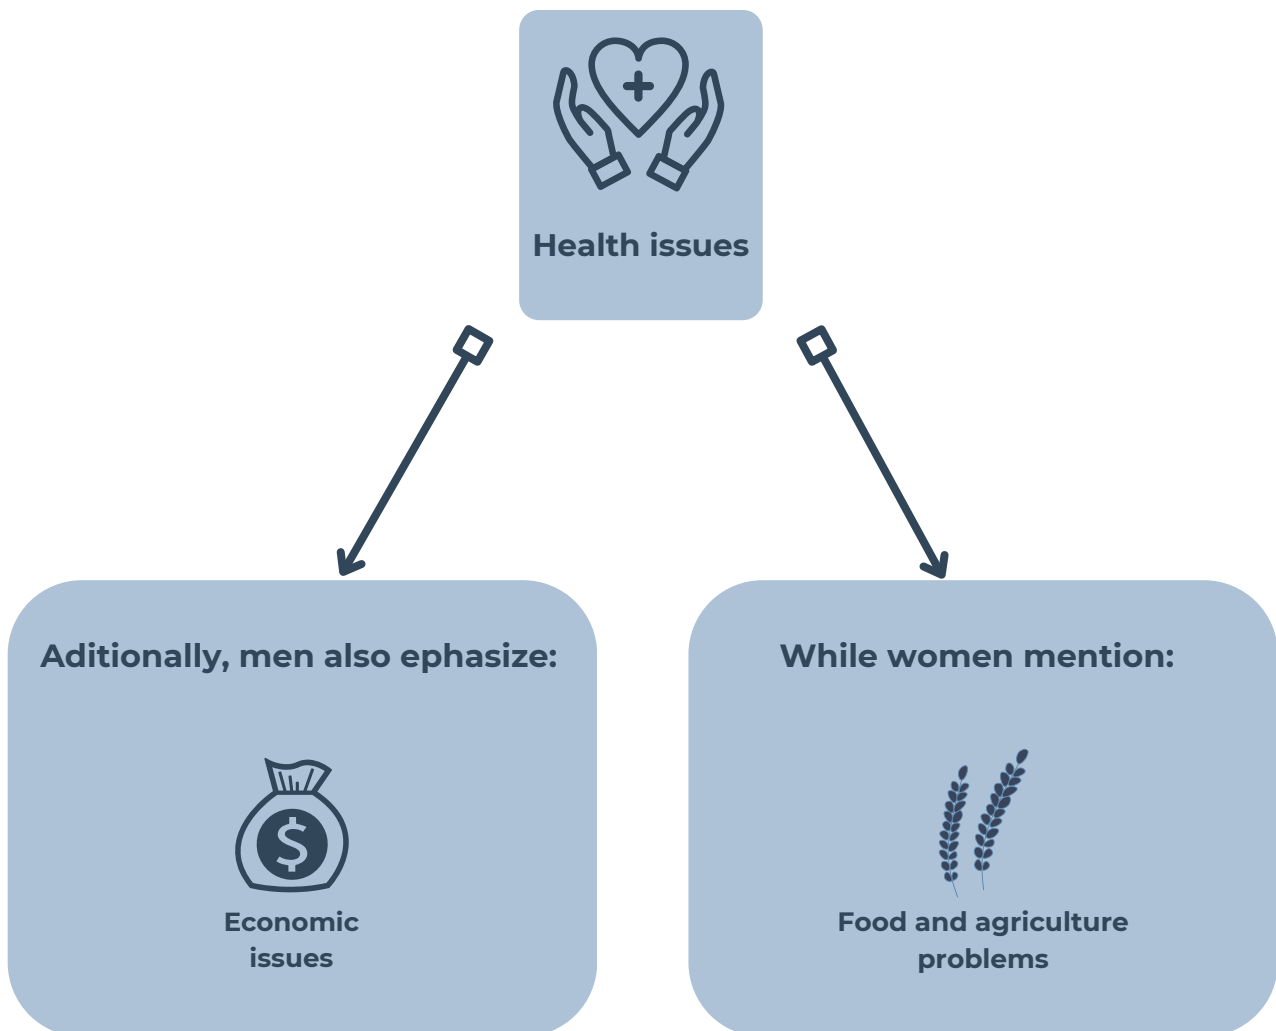 Health issues
Aditionally, men also ephasize:
While women mention:
$
Economic
issues
Food and agriculture
problems